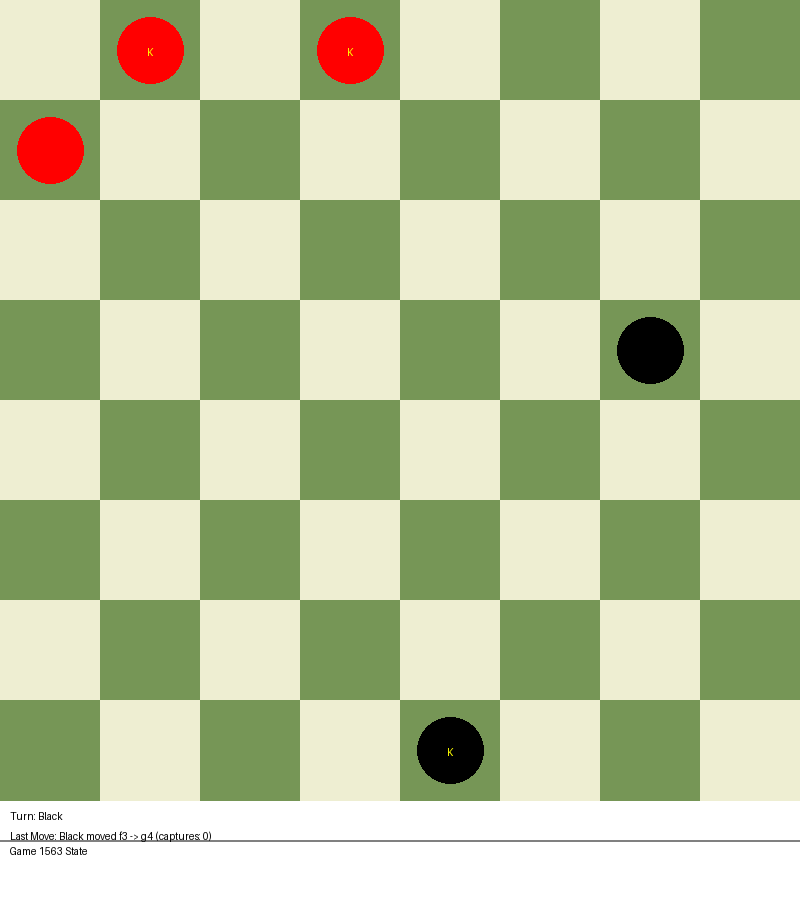 K K
K
Turn: Black
Last Move: Black moved f3 -> g4 (captures: 0)
Game 1563 State